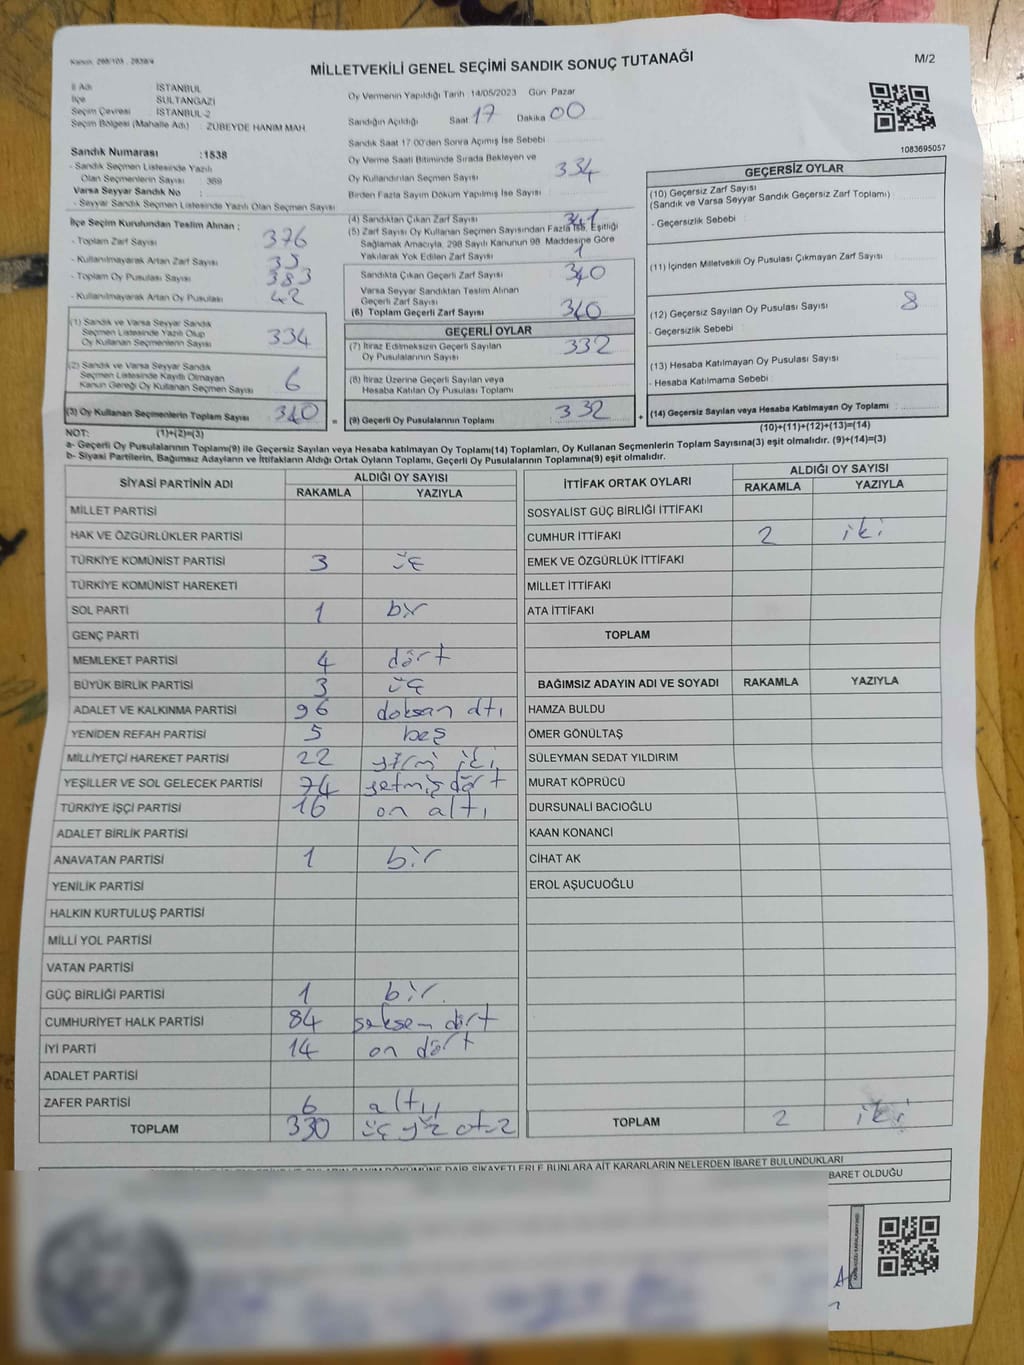 Kanun: 298/105 , 2839/4
MİLLETVEKİLİ GENEL SEÇİMİ SANDIK SONUÇ TUTANAĞI
M/2
İl Adı : İSTANBUL
İlçe : SULTANGAZİ
Seçim Çevresi : İSTANBUL-2
Seçim Bölgesi (Mahalle Adı) : ZÜBEYDE HANIM MAH
Sandık Numarası :1538
- Sandık Seçmen Listesinde Yazılı
Olan Seçmenlerin Sayısı : 369
Varsa Seyyar Sandık No :
- Seyyar Sandık Seçmen Listesinde Yazılı Olan Seçmen Sayısı
İlçe Seçim Kurulundan Teslim Alınan :
- Toplam Zarf Sayısı 376
- Kullanılmayarak Artan Zarf Sayısı 35
- Toplam Oy Pusulası Sayısı 383
- Kullanılmayarak Artan Oy Pusulası 42
(1) Sandık ve Varsa Seyyar Sandık
Seçmen Listesinde Yazılı Olup
Oy Kullanan Seçmenlerin Sayısı 334
(2) Sandık ve Varsa Seyyar Sandık
Seçmen Listesinde Kayıtlı Olmayan
Kanun Gereği Oy Kullanan Seçmen Sayısı 6
(3) Oy Kullanan Seçmenlerin Toplam Sayısı 340 =
Oy Vermenin Yapıldığı Tarih :14/05/2023 Gün: Pazar
Sandığın Açıldığı Saat 17 Dakika 00
Sandık Saat 17 00'den Sonra Açılmış İse Sebebi
Oy Verme Saati Bitiminde Sırada Bekleyen ve
Oy Kullandırılan Seçmen Sayısı 334
Birden Fazla Sayım Döküm Yapılmış İse Sayısı
(4) Sandıktan Çıkan Zarf Sayısı 341
(5) Zarf Sayısı Oy Kullanan Seçmen Sayısından Fazla İse, Eşitliği
Sağlamak Amacıyla, 298 Sayılı Kanunun 98. Maddesine Göre
Yakılarak Yok Edilen Zarf Sayısı 1
Sandıkta Çıkan Geçerli Zarf Sayısı 340
Varsa Seyyar Sandıktan Teslim Alınan
Geçerli Zarf Sayısı
(6) Toplam Geçerli Zarf Sayısı 340
GEÇERLİ OYLAR
(7) İtiraz Edilmeksizin Geçerli Sayılan
Oy Pusulalarının Sayısı 332
(8) İtiraz Üzerine Geçerli Sayılan veya
Hesaba Katılan Oy Pusulası Toplamı
(9) Geçerli Oy Pusulalarının Toplamı 332 +
1083695057
GEÇERSİZ OYLAR
(10) Geçersiz Zarf Sayısı
(Sandık ve Varsa Seyyar Sandık Geçersiz Zarf Toplamı) :
- Geçersizlik Sebebi :
(11) İçinden Milletvekili Oy Pusulası Çıkmayan Zarf Sayısı
(12) Geçersiz Sayılan Oy Pusulası Sayısı 8
- Geçersizlik Sebebi :
(13) Hesaba Katılmayan Oy Pusulası Sayısı
- Hesaba Katılmama Sebebi :
(14) Geçersiz Sayılan veya Hesaba Katılmayan Oy Toplamı
(10)+(11)+(12)+(13)=(14)
NOT: (1)+(2)=(3)
a- Geçerli Oy Pusulalarının Toplamı(9) ile Geçersiz Sayılan veya Hesaba katılmayan Oy Toplamı(14) Toplamları, Oy Kullanan Seçmenlerin Toplam Sayısına(3) eşit olmalıdır. (9)+(14)=(3)
b- Siyasi Partilerin, Bağımsız Adayların ve İttifakların Aldığı Ortak Oyların Toplamı, Geçerli Oy Pusulalarının Toplamına(9) eşit olmalıdır.
SİYASİ PARTİNİN ADI ALDIĞI OY SAYISI
RAKAMLA YAZIYLA
MİLLET PARTİSİ
HAK VE ÖZGÜRLÜKLER PARTİSİ
TÜRKİYE KOMÜNİST PARTİSİ 3 üç
TÜRKİYE KOMÜNİST HAREKETİ
SOL PARTİ 1 bir
GENÇ PARTİ
MEMLEKET PARTİSİ 4 dört
BÜYÜK BİRLİK PARTİSİ 3 üç
ADALET VE KALKINMA PARTİSİ 96 doksan altı
YENİDEN REFAH PARTİSİ 5 beş
MİLLİYETÇİ HAREKET PARTİSİ 22 yirmi iki
YEŞİLLER VE SOL GELECEK PARTİSİ 74 yetmiş dört
TÜRKİYE İŞÇİ PARTİSİ 16 on altı
ADALET BİRLİK PARTİSİ
ANAVATAN PARTİSİ 1 bir
YENİLİK PARTİSİ
HALKIN KURTULUŞ PARTİSİ
MİLLİ YOL PARTİSİ
VATAN PARTİSİ
GÜÇ BİRLİĞİ PARTİSİ 1 bir
CUMHURİYET HALK PARTİSİ 84 seksen dört
İYİ PARTİ 14 on dört
ADALET PARTİSİ
ZAFER PARTİSİ 6 altı
TOPLAM 330 üç yüz otuz
İTTİFAK ORTAK OYLARI ALDIĞI OY SAYISI
RAKAMLA YAZIYLA
SOSYALİST GÜÇ BİRLİĞİ İTTİFAKI
CUMHUR İTTİFAKI 2 iki
EMEK VE ÖZGÜRLÜK İTTİFAKI
MİLLET İTTİFAKI
ATA İTTİFAKI
TOPLAM
BAĞIMSIZ ADAYIN ADI VE SOYADI RAKAMLA YAZIYLA
HAMZA BULDU
ÖMER GÖNÜLTAŞ
SÜLEYMAN SEDAT YILDIRIM
MURAT KÖPRÜCÜ
DURSUNALİ BACIOĞLU
KAAN KONANCİ
CİHAT AK
EROL AŞUCUOĞLU
TOPLAM 2 iki
DAİR ŞİKAYETLERLE BUNLARA AİT KARARLARIN NELERDEN İBARET BULUNDUKLARI
İBARET OLDUĞU